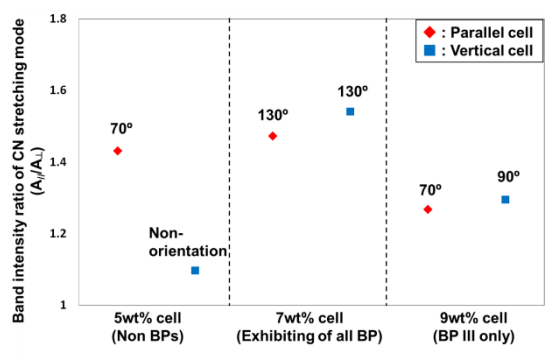 Band intensity ratio of CN stretching mode
(A///A⊥)
1.8
1.6
1.4
1.2
1
: Parallel cell
: Vertical cell
70º
Non-
orientation
130º
130º
70º
90º
5wt% cell
(Non BPs)
7wt% cell
(Exhibiting of all BP)
9wt% cell
(BP III only)